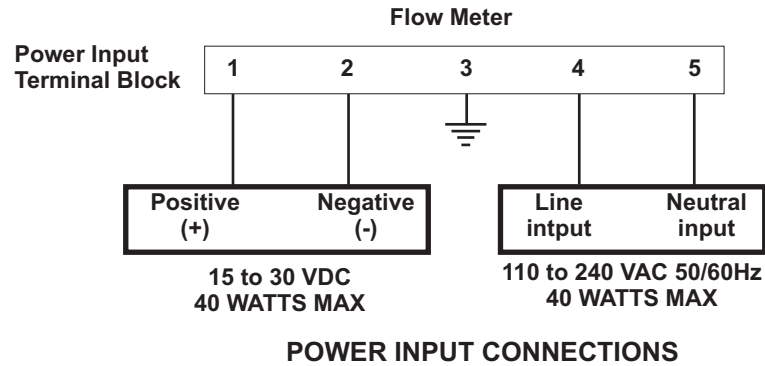 Flow Meter
Power Input
Terminal Block
1 2 3 4 5
Positive
(+)
Negative
(-)
Line
intput
Neutral
input
15 to 30 VDC
40 WATTS MAX
110 to 240 VAC 50/60Hz
40 WATTS MAX
POWER INPUT CONNECTIONS